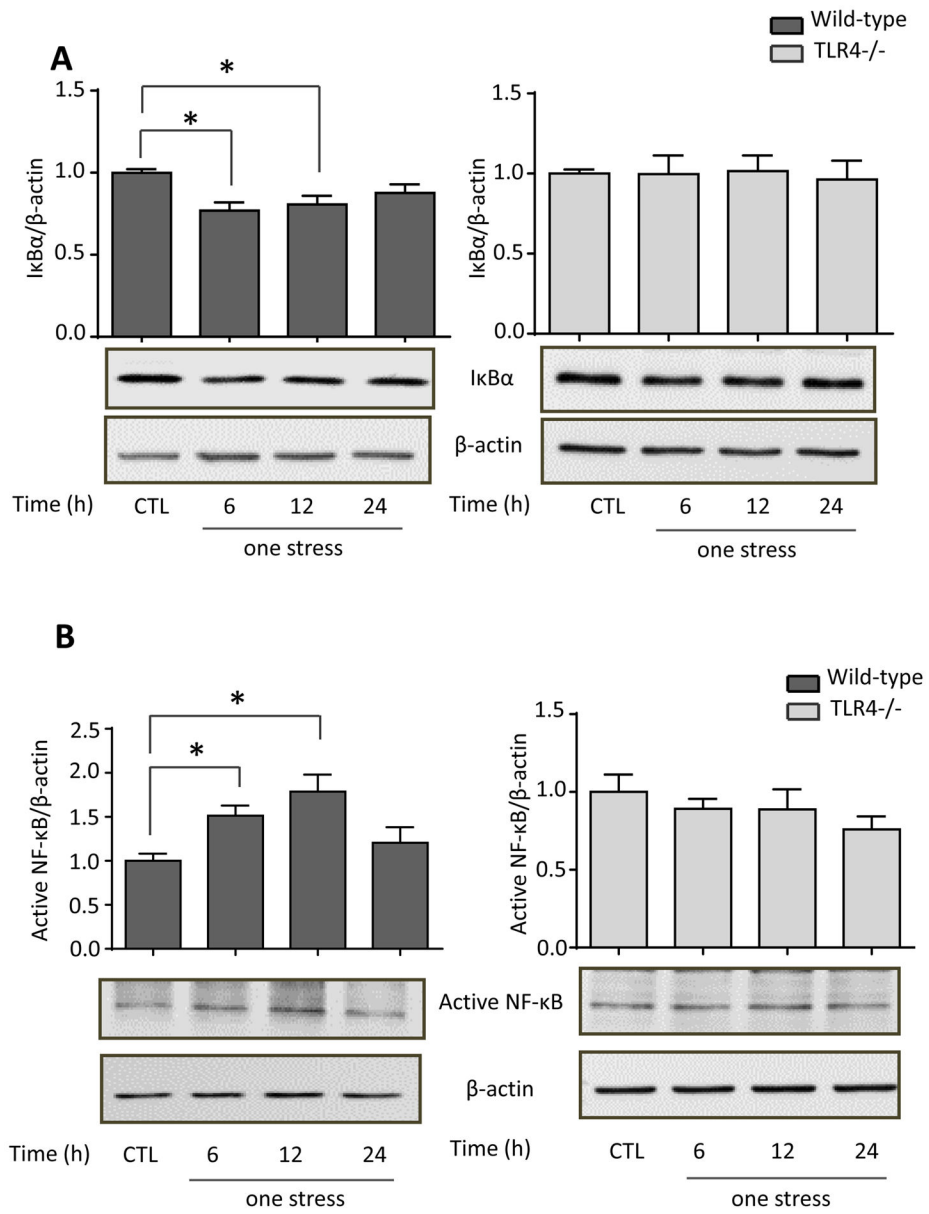 Wild-type
TLR4-/-
A
*
*
1.5
1.0
0.5
0.0
IκBα/β-actin
1.5
1.0
0.5
0.0
IκBα/β-actin
IκBα
β-actin
Time (h) CTL 6 12 24
one stress
Time (h) CTL 6 12 24
one stress
B
Wild-type
TLR4-/-
*
*
2.5
2.0
1.5
1.0
0.5
0.0
Active NF-κB/β-actin
1.5
1.0
0.5
0.0
Active NF-κB/β-actin
Active NF-κB
β-actin
Time (h) CTL 6 12 24
one stress
Time (h) CTL 6 12 24
one stress